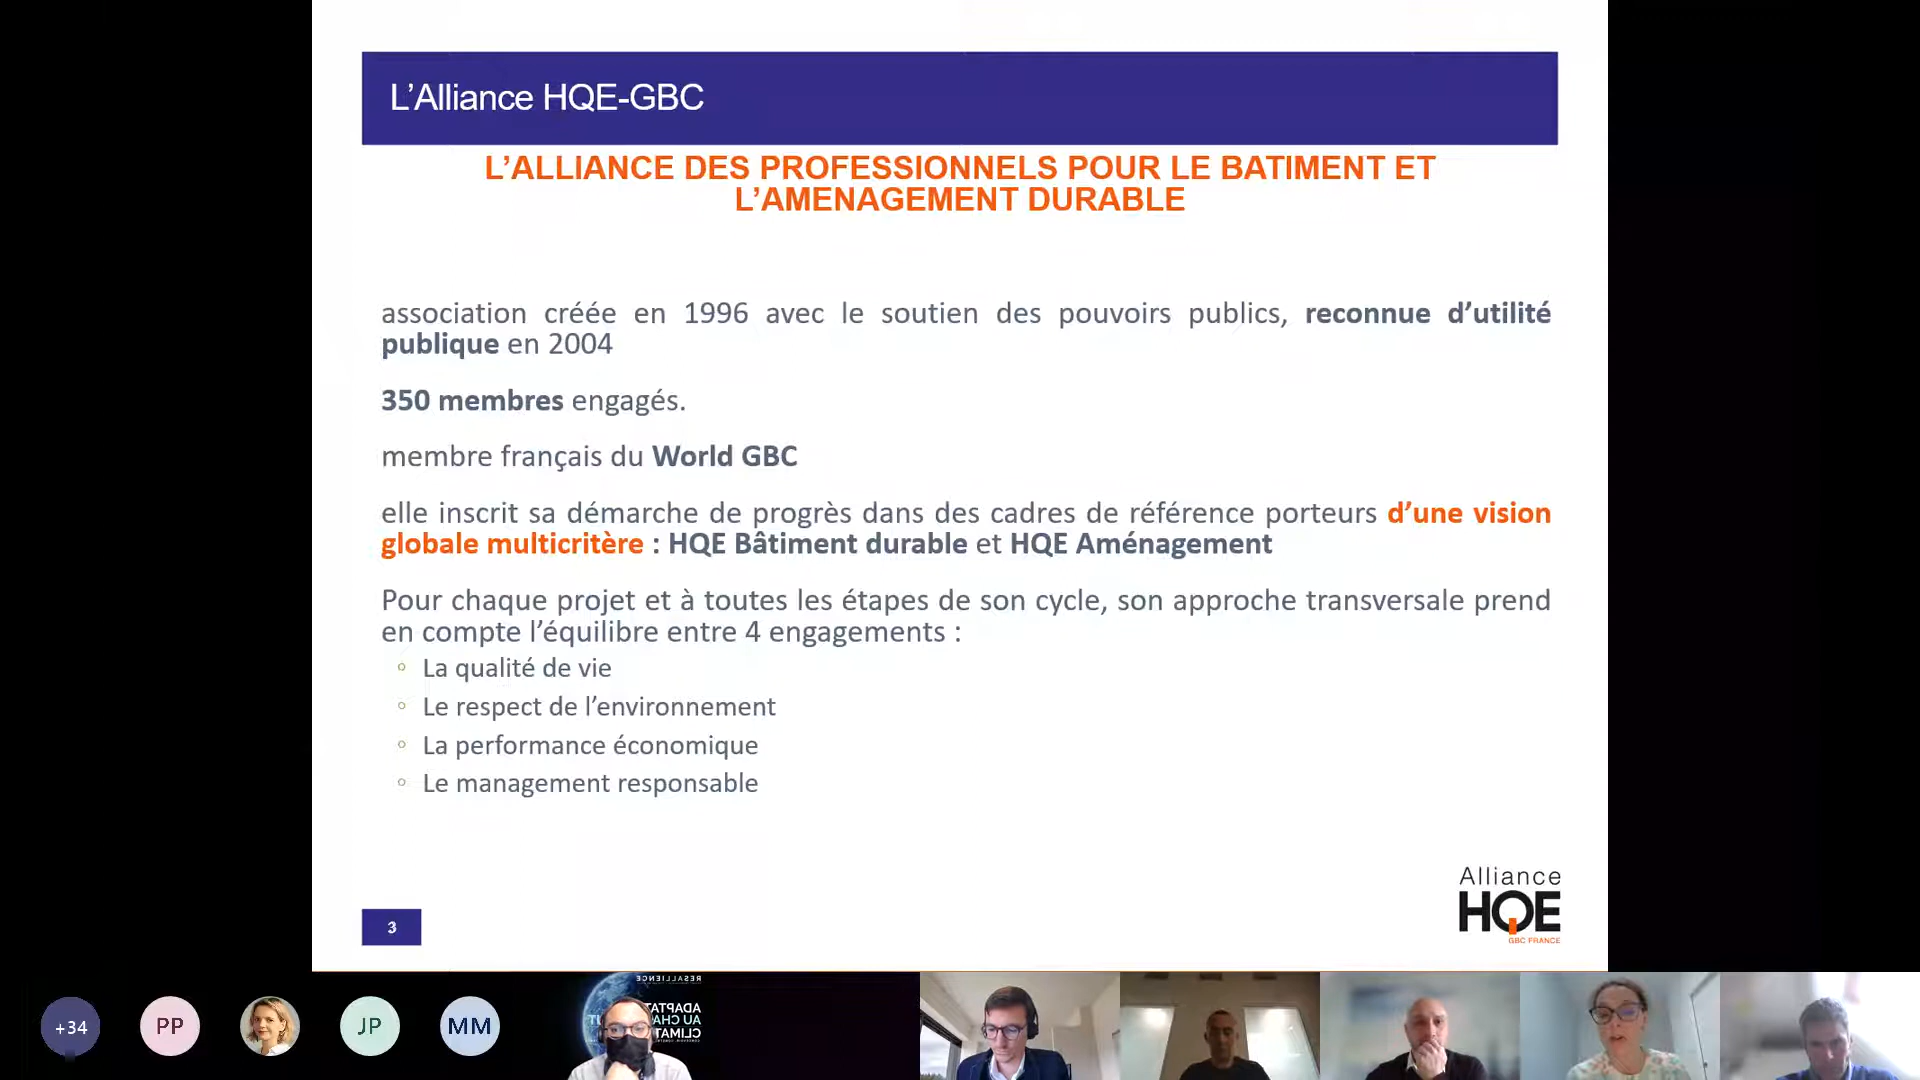 L’Alliance HQE-GBC
L’ALLIANCE DES PROFESSIONNELS POUR LE BATIMENT ET
L’AMENAGEMENT DURABLE
association créée en 1996 avec le soutien des pouvoirs publics, reconnue d’utilité
publique en 2004
350 membres engagés.
membre français du World GBC
elle inscrit sa démarche de progrès dans des cadres de référence porteurs d’une vision
globale multicritère : HQE Bâtiment durable et HQE Aménagement
Pour chaque projet et à toutes les étapes de son cycle, son approche transversale prend
en compte l’équilibre entre 4 engagements :
◦ La qualité de vie
◦ Le respect de l’environnement
◦ La performance économique
◦ Le management responsable
Alliance
HQE
GBC FRANCE
3
+34
PP
JP
MM
RESALLIENCE
ADAPTAT
AU CHA
CLIMAT